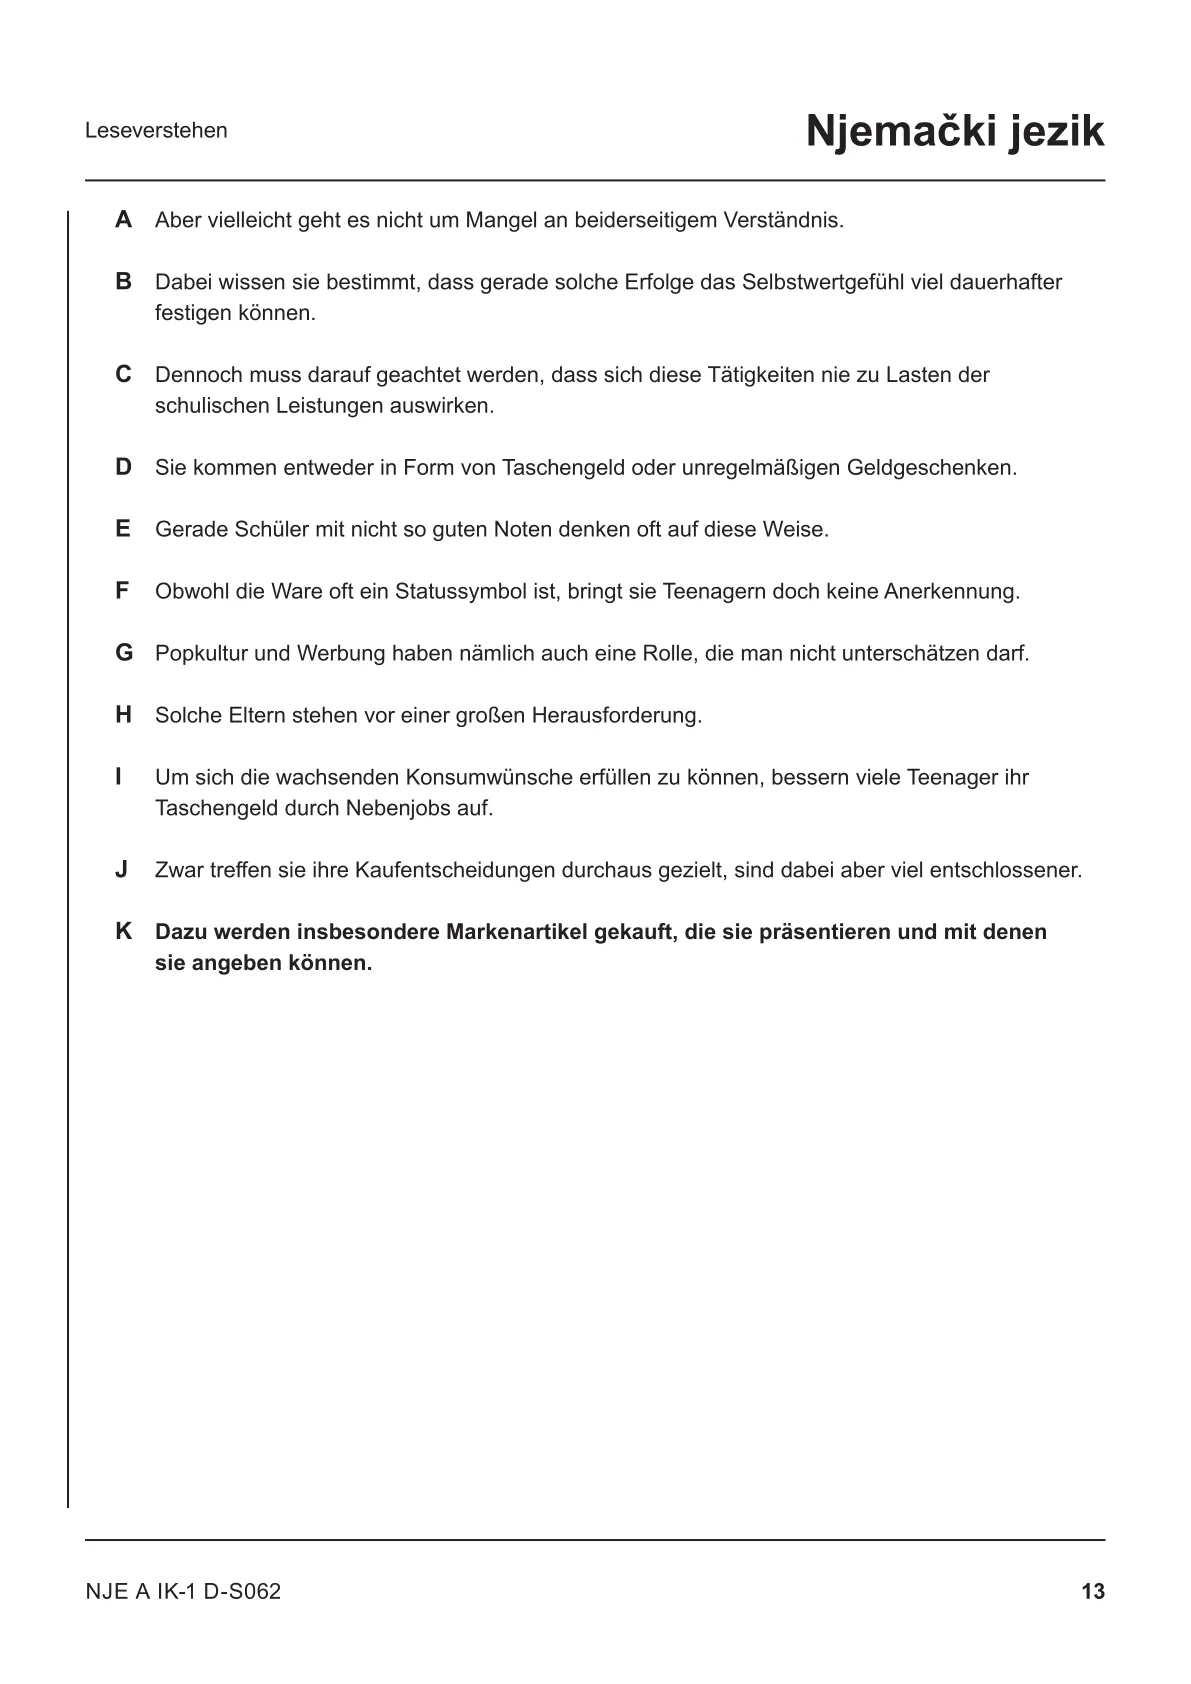 Leseverstehen
Njemački jezik
A Aber vielleicht geht es nicht um Mangel an beiderseitigem Verständnis.
B Dabei wissen sie bestimmt, dass gerade solche Erfolge das Selbstwertgefühl viel dauerhafter
festigen können.
C Dennoch muss darauf geachtet werden, dass sich diese Tätigkeiten nie zu Lasten der
schulischen Leistungen auswirken.
D Sie kommen entweder in Form von Taschengeld oder unregelmäßigen Geldgeschenken.
E Gerade Schüler mit nicht so guten Noten denken oft auf diese Weise.
F Obwohl die Ware oft ein Statussymbol ist, bringt sie Teenagern doch keine Anerkennung.
G Popkultur und Werbung haben nämlich auch eine Rolle, die man nicht unterschätzen darf.
H Solche Eltern stehen vor einer großen Herausforderung.
I Um sich die wachsenden Konsumwünsche erfüllen zu können, bessern viele Teenager ihr
Taschengeld durch Nebenjobs auf.
J Zwar treffen sie ihre Kaufentscheidungen durchaus gezielt, sind dabei aber viel entschlossener.
K Dazu werden insbesondere Markenartikel gekauft, die sie präsentieren und mit denen
sie angeben können.
NJE A IK-1 D-S062
13